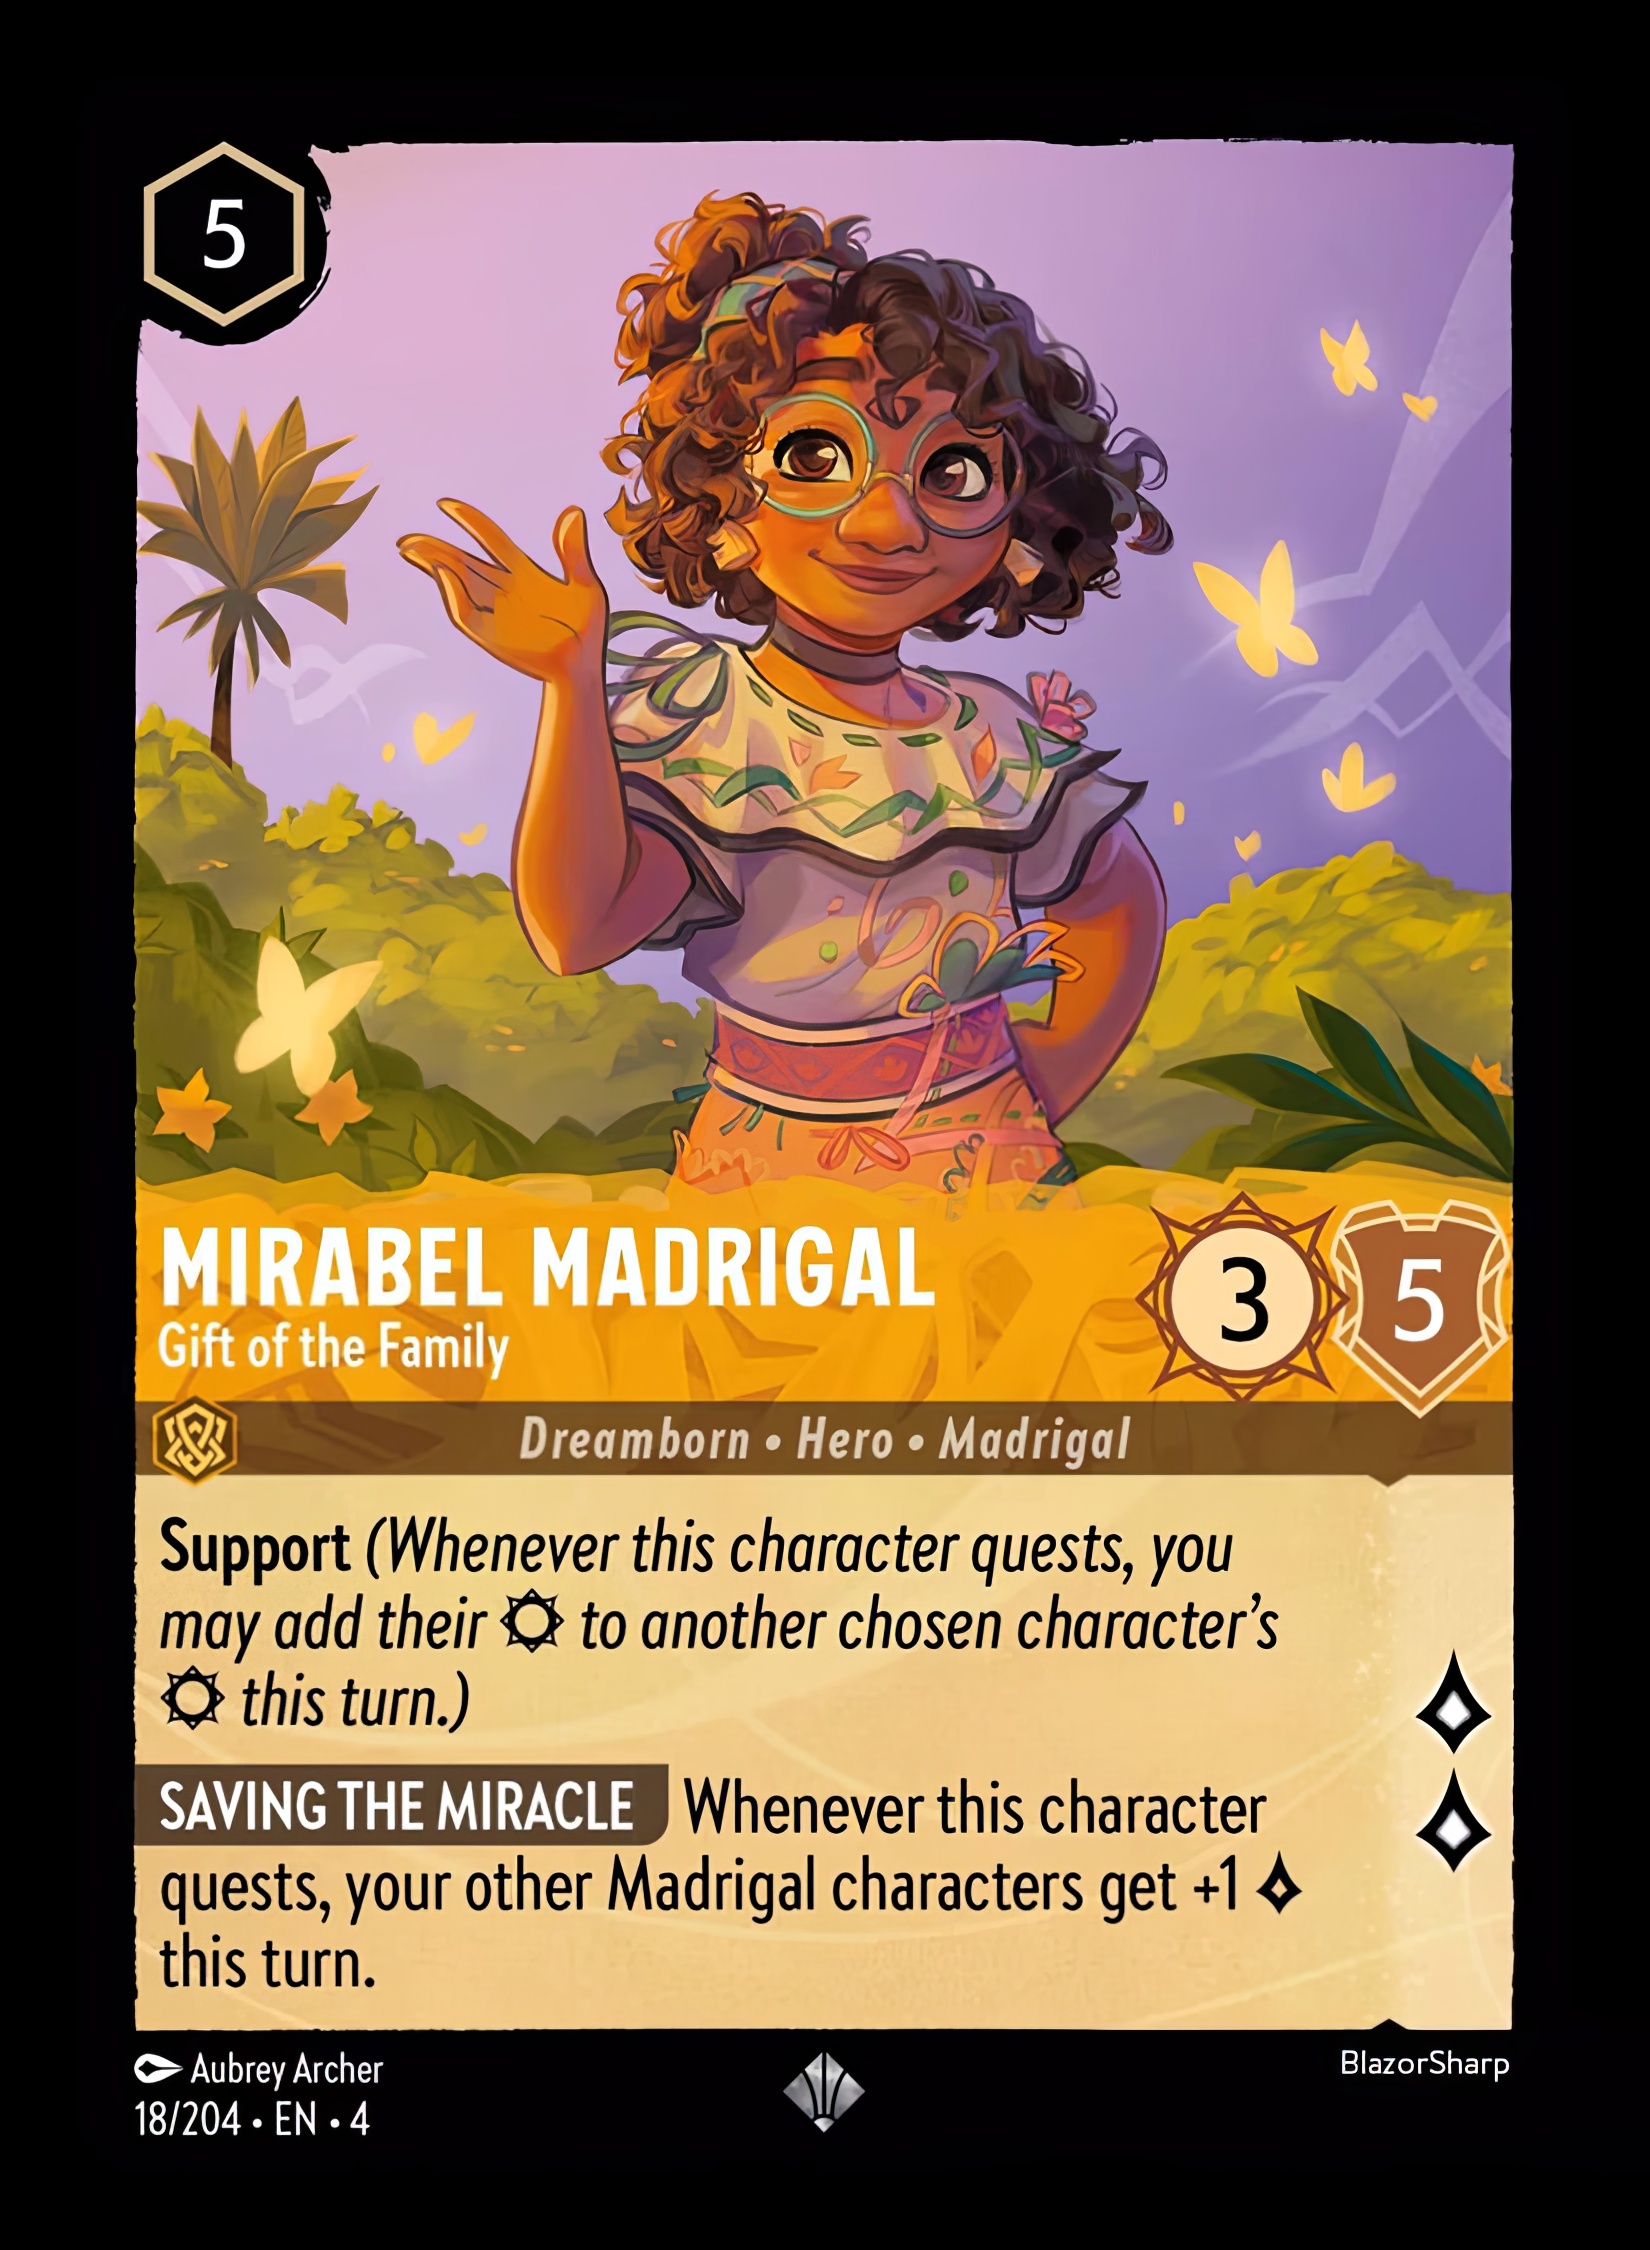 5
MIRABEL MADRIGAL
Gift of the Family
3
5
Dreamborn • Hero • Madrigal
Support (Whenever this character quests, you
may add their to another chosen character’s
this turn.)
SAVING THE MIRACLE Whenever this character
quests, your other Madrigal characters get +1
this turn.
Aubrey Archer
18/204 • EN • 4
BlazorSharp